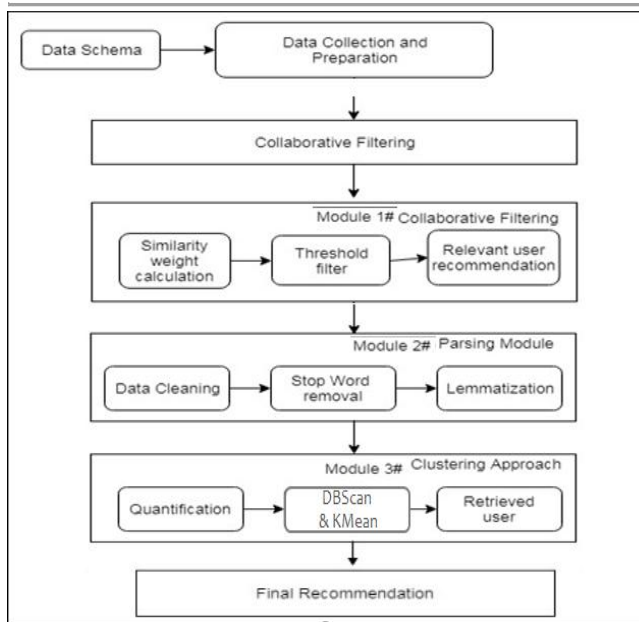 Data Schema
Data Collection and
Preparation
Collaborative Filtering
Module 1# Collaborative Filtering
Similarity
weight
calculation
Threshold
filter
Relevant user
recommendation
Module 2# Parsing Module
Data Cleaning
Stop Word
removal
Lemmatization
Module 3# Clustering Approach
Quantification
DBScan
& KMean
Retrieved
user
Final Recommendation